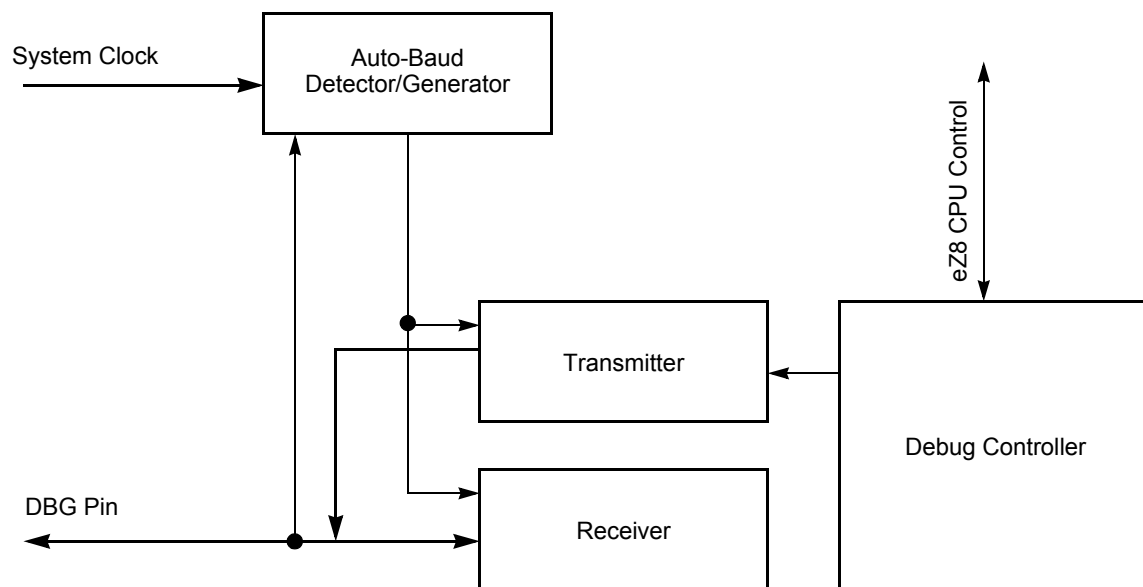 System Clock
Auto-Baud
Detector/Generator
eZ8 CPU Control
Transmitter
Debug Controller
DBG Pin
Receiver